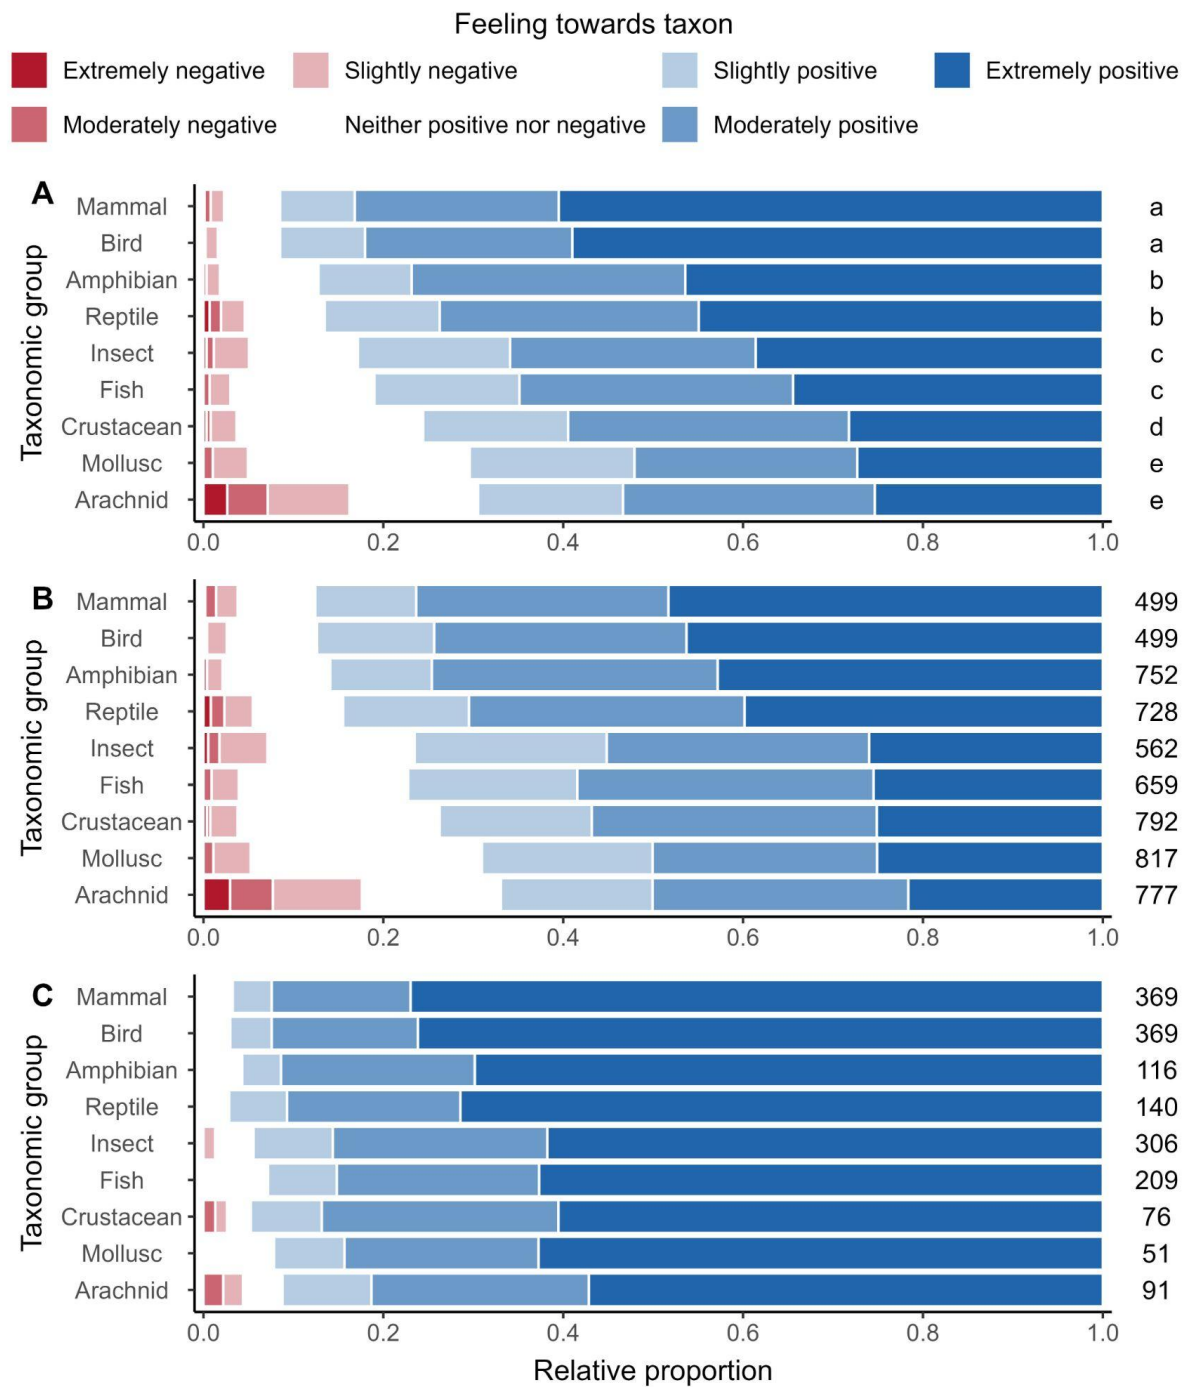 Feeling towards taxon
Extremely negative Slightly negative Slightly positive Extremely positive
Moderately negative Neither positive nor negative Moderately positive
A
Taxonomic group
Mammal a
Bird a
Amphibian b
Reptile b
Insect c
Fish c
Crustacean d
Mollusc e
Arachnid e
0.0 0.2 0.4 0.6 0.8 1.0
B
Taxonomic group
Mammal 499
Bird 499
Amphibian 752
Reptile 728
Insect 562
Fish 659
Crustacean 792
Mollusc 817
Arachnid 777
0.0 0.2 0.4 0.6 0.8 1.0
C
Taxonomic group
Mammal 369
Bird 369
Amphibian 116
Reptile 140
Insect 306
Fish 209
Crustacean 76
Mollusc 51
Arachnid 91
0.0 0.2 0.4 0.6 0.8 1.0
Relative proportion